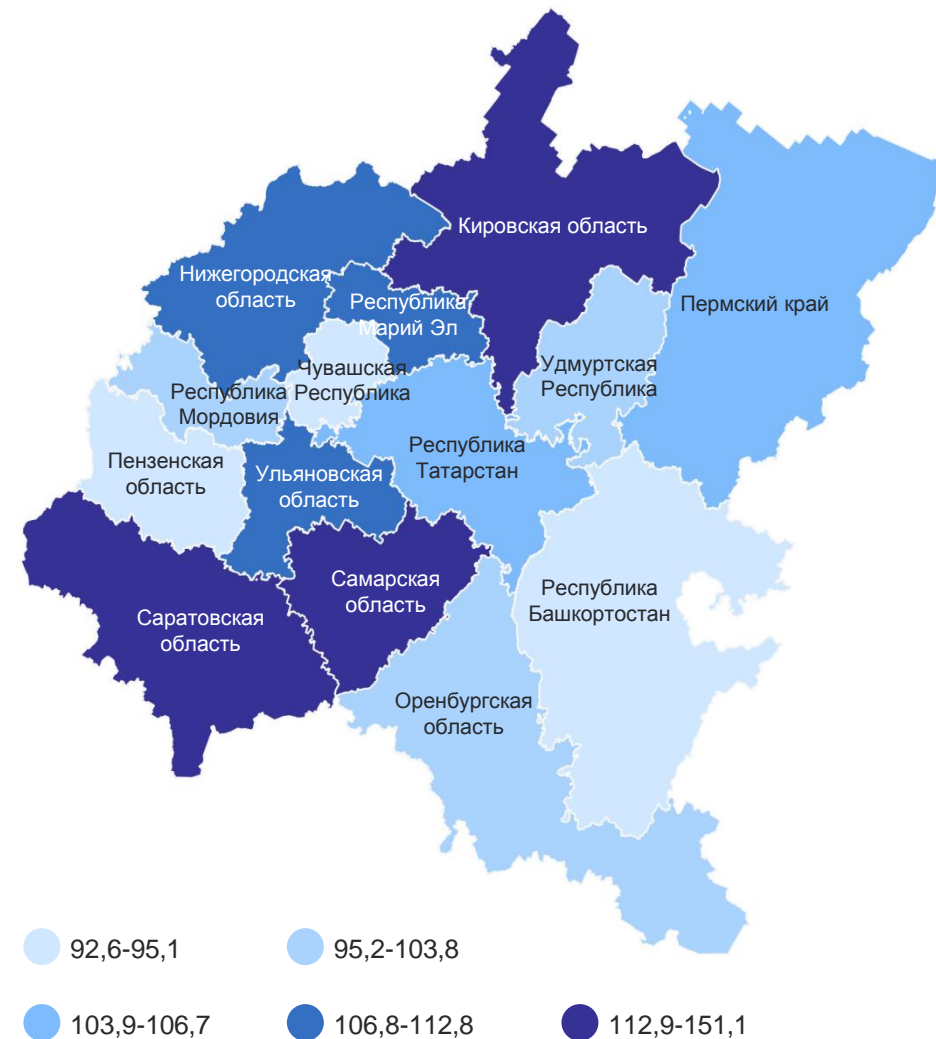 Кировская область
Нижегородская
область
Республика
Марий Эл
Пермский край
Чувашская
Республика
Удмуртская
Республика
Республика
Мордовия
Республика
Татарстан
Пензенская
область
Ульяновская
область
Самарская
область
Республика
Башкортостан
Саратовская
область
Оренбургская
область
92,6-95,1
95,2-103,8
103,9-106,7
106,8-112,8
112,9-151,1